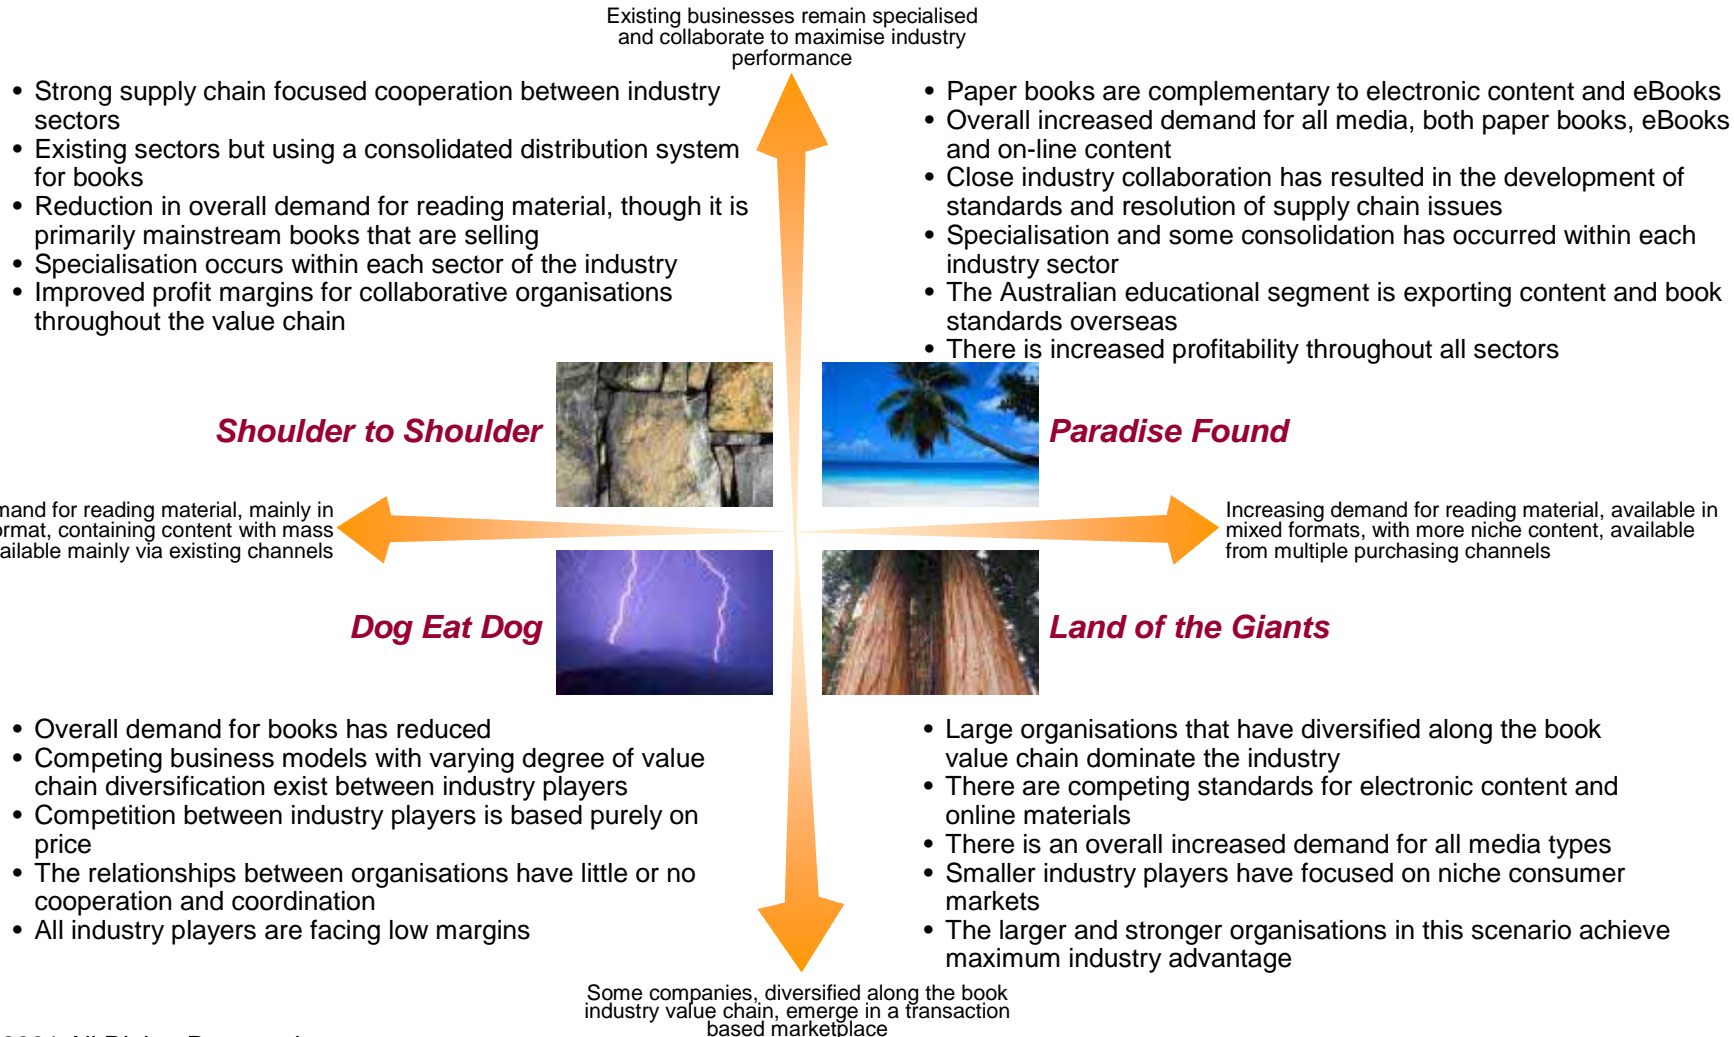 Existing businesses remain specialised
and collaborate to maximise industry
performance
• Strong supply chain focused cooperation between industry
sectors
• Existing sectors but using a consolidated distribution system
for books
• Reduction in overall demand for reading material, though it is
primarily mainstream books that are selling
• Specialisation occurs within each sector of the industry
• Improved profit margins for collaborative organisations
throughout the value chain
• Paper books are complementary to electronic content and eBooks
• Overall increased demand for all media, both paper books, eBooks
and on-line content
• Close industry collaboration has resulted in the development of
standards and resolution of supply chain issues
• Specialisation and some consolidation has occurred within each
industry sector
• The Australian educational segment is exporting content and book
standards overseas
• There is increased profitability throughout all sectors
Shoulder to Shoulder
Paradise Found
for reading material, mainly in
containing content with mass
mainly via existing channels
Increasing demand for reading material, available in
mixed formats, with more niche content, available
from multiple purchasing channels
Dog Eat Dog
Land of the Giants
• Overall demand for books has reduced
• Competing business models with varying degree of value
chain diversification exist between industry players
• Competition between industry players is based purely on
price
• The relationships between organisations have little or no
cooperation and coordination
• All industry players are facing low margins
• Large organisations that have diversified along the book
value chain dominate the industry
• There are competing standards for electronic content and
online materials
• There is an overall increased demand for all media types
• Smaller industry players have focused on niche consumer
markets
• The larger and stronger organisations in this scenario achieve
maximum industry advantage
Some companies, diversified along the book
industry value chain, emerge in a transaction
based marketplace